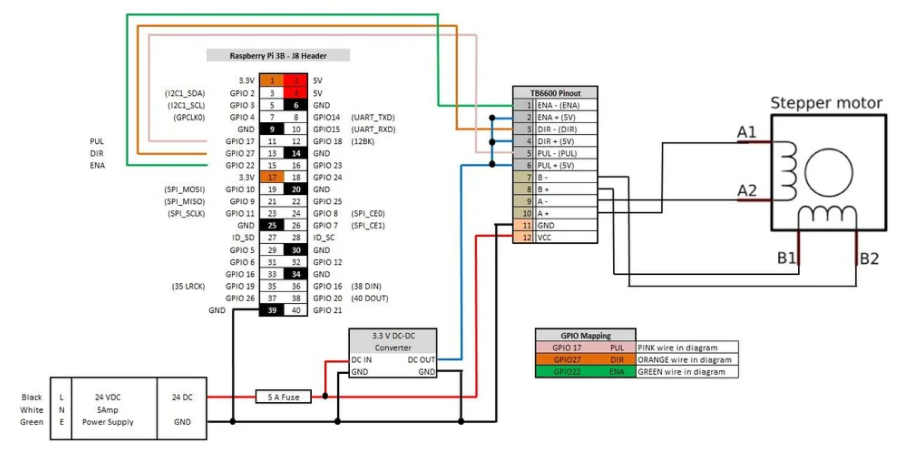 Raspberry Pi 3B - J8 Header
3.3V 1 2 5V
(I2C1_SDA) GPIO 2 3 4 5V
(I2C1_SCL) GPIO 3 5 6 GND
(GPCLK0) GPIO 4 7 8 GPIO14 (UART_TXD)
GND 9 10 GPIO15 (UART_RXD)
PUL GPIO 17 11 12 GPIO 18 (12BK)
DIR GPIO 27 13 14 GND
ENA GPIO 22 15 16 GPIO 23
3.3V 17 18 GPIO 24
(SPI_MOSI) GPIO 10 19 20 GND
(SPI_MISO) GPIO 9 21 22 GPIO 25
(SPI_SCLK) GPIO 11 23 24 GPIO 8 (SPI_CE0)
GND 25 26 GPIO 7 (SPI_CE1)
ID_SD 27 28 ID_SC
GPIO 5 29 30 GND
GPIO 6 31 32 GPIO 12
GPIO 16 33 34 GND
(35 LRCK) GPIO 19 35 36 GPIO 16 (38 DIN)
GPIO 26 37 38 GPIO 20 (40 DOUT)
GND 39 40 GPIO 21
TB6600 Pinout
1 ENA - (ENA)
2 ENA + (5V)
3 DIR - (DIR)
4 DIR + (5V)
5 PUL - (PUL)
6 PUL + (5V)
7 B -
8 B +
9 A -
10 A +
11 GND
12 VCC
Stepper motor
A1
A2
B1 B2
3.3 V DC-DC
Converter
DC IN DC OUT
GND GND
GPIO Mapping
GPIO 17 PUL PINK wire in diagram
GPIO27 DIR ORANGE wire in diagram
GPIO22 ENA GREEN wire in diagram
Black L 24 VDC 24 DC
White N 5Amp
Green E Power Supply GND
5 A Fuse